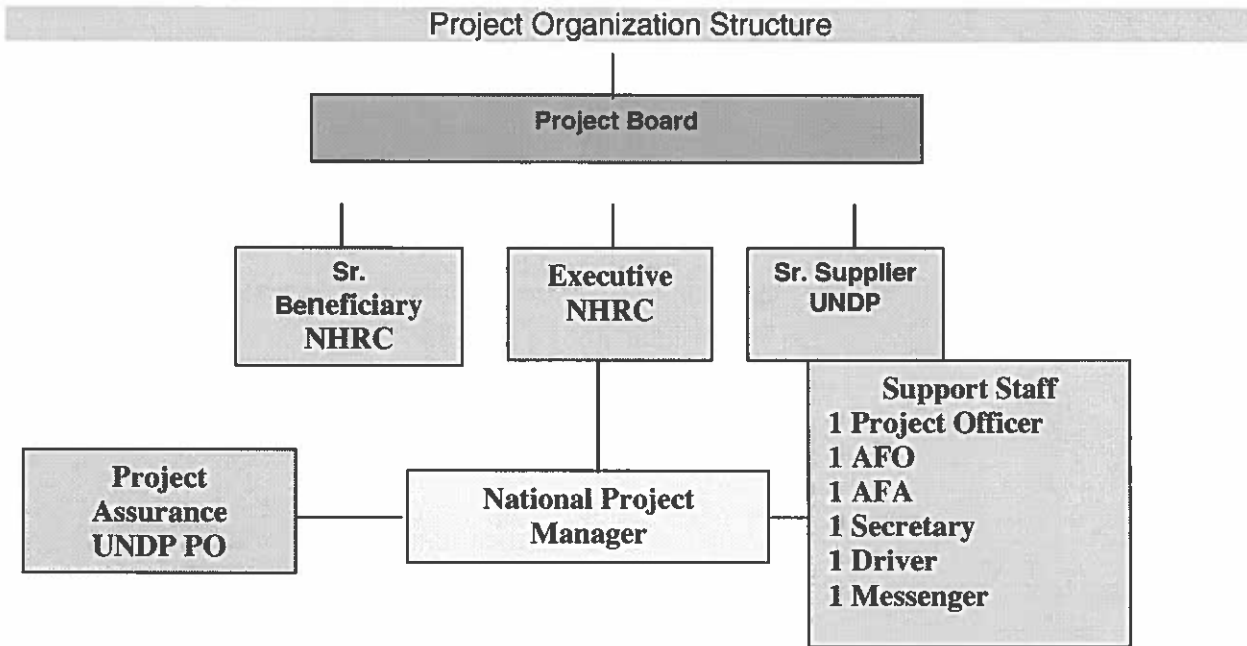 Project Organization Structure
Project Board
Sr.
Beneficiary
NHRC
Executive
NHRC
Sr. Supplier
UNDP
Support Staff
1 Project Officer
1 AFO
1 AFA
1 Secretary
1 Driver
1 Messenger
Project
Assurance
UNDP PO
National Project
Manager